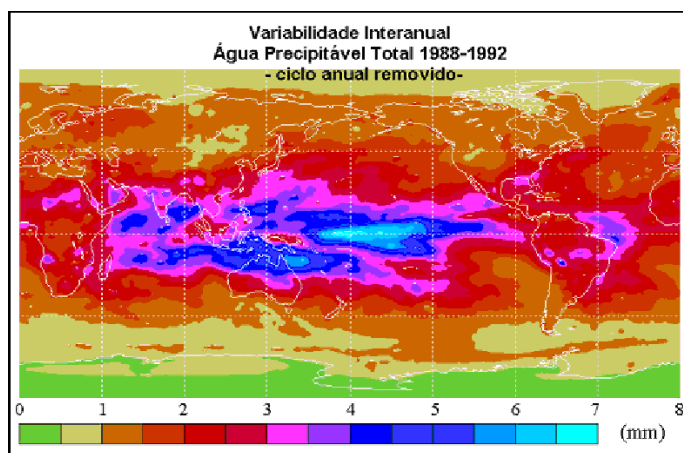 Variabilidade Interanual
Água Precipitável Total 1988-1992
- ciclo anual removido-
0 1 2 3 4 5 6 7 8
(mm)